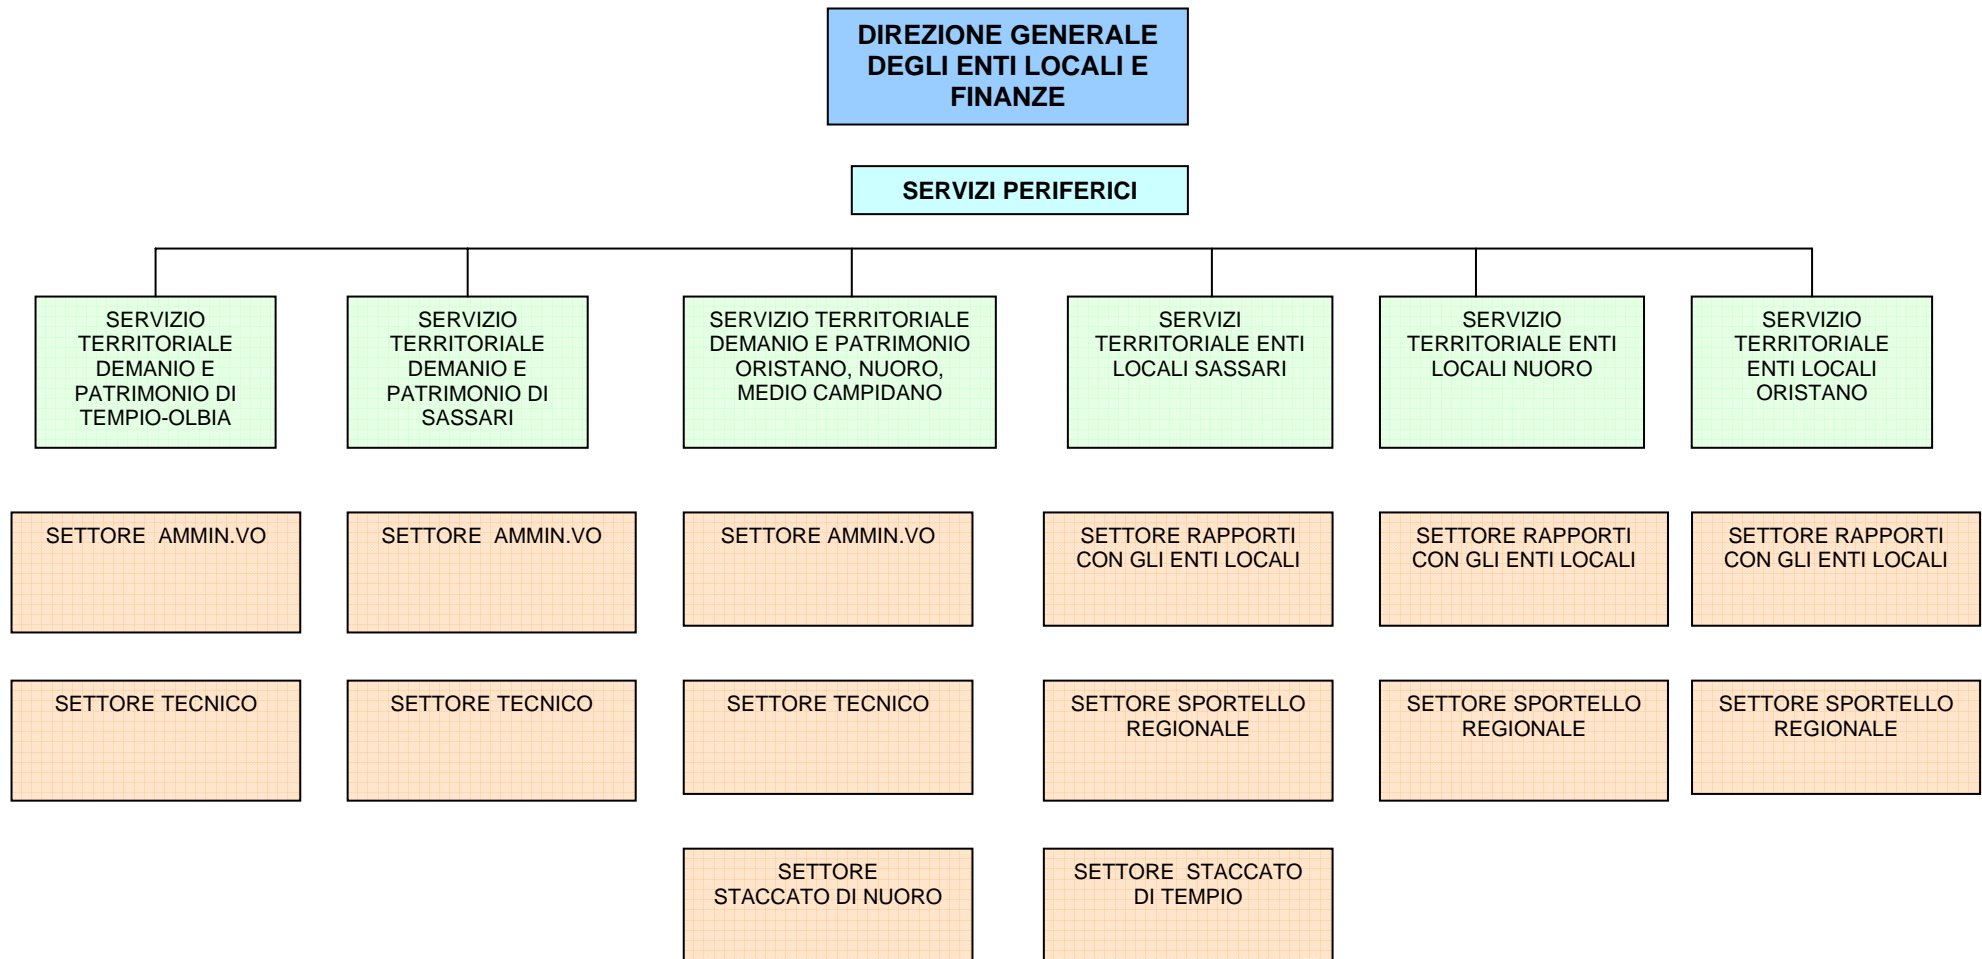 DIREZIONE GENERALE
DEGLI ENTI LOCALI E
FINANZE
SERVIZI PERIFERICI
SERVIZIO
TERRITORIALE
DEMANIO E
PATRIMONIO DI
TEMPIO-OLBIA
SERVIZIO
TERRITORIALE
DEMANIO E
PATRIMONIO DI
SASSARI
SERVIZIO TERRITORIALE
DEMANIO E PATRIMONIO
ORISTANO, NUORO,
MEDIO CAMPIDANO
SERVIZI
TERRITORIALE ENTI
LOCALI SASSARI
SERVIZIO
TERRITORIALE ENTI
LOCALI NUORO
SERVIZIO
TERRITORIALE
ENTI LOCALI
ORISTANO
SETTORE  AMMIN.VO
SETTORE  AMMIN.VO
SETTORE AMMIN.VO
SETTORE RAPPORTI
CON GLI ENTI LOCALI
SETTORE RAPPORTI
CON GLI ENTI LOCALI
SETTORE RAPPORTI
CON GLI ENTI LOCALI
SETTORE TECNICO
SETTORE TECNICO
SETTORE TECNICO
SETTORE SPORTELLO
REGIONALE
SETTORE SPORTELLO
REGIONALE
SETTORE SPORTELLO
REGIONALE
SETTORE
STACCATO DI NUORO
SETTORE  STACCATO
DI TEMPIO